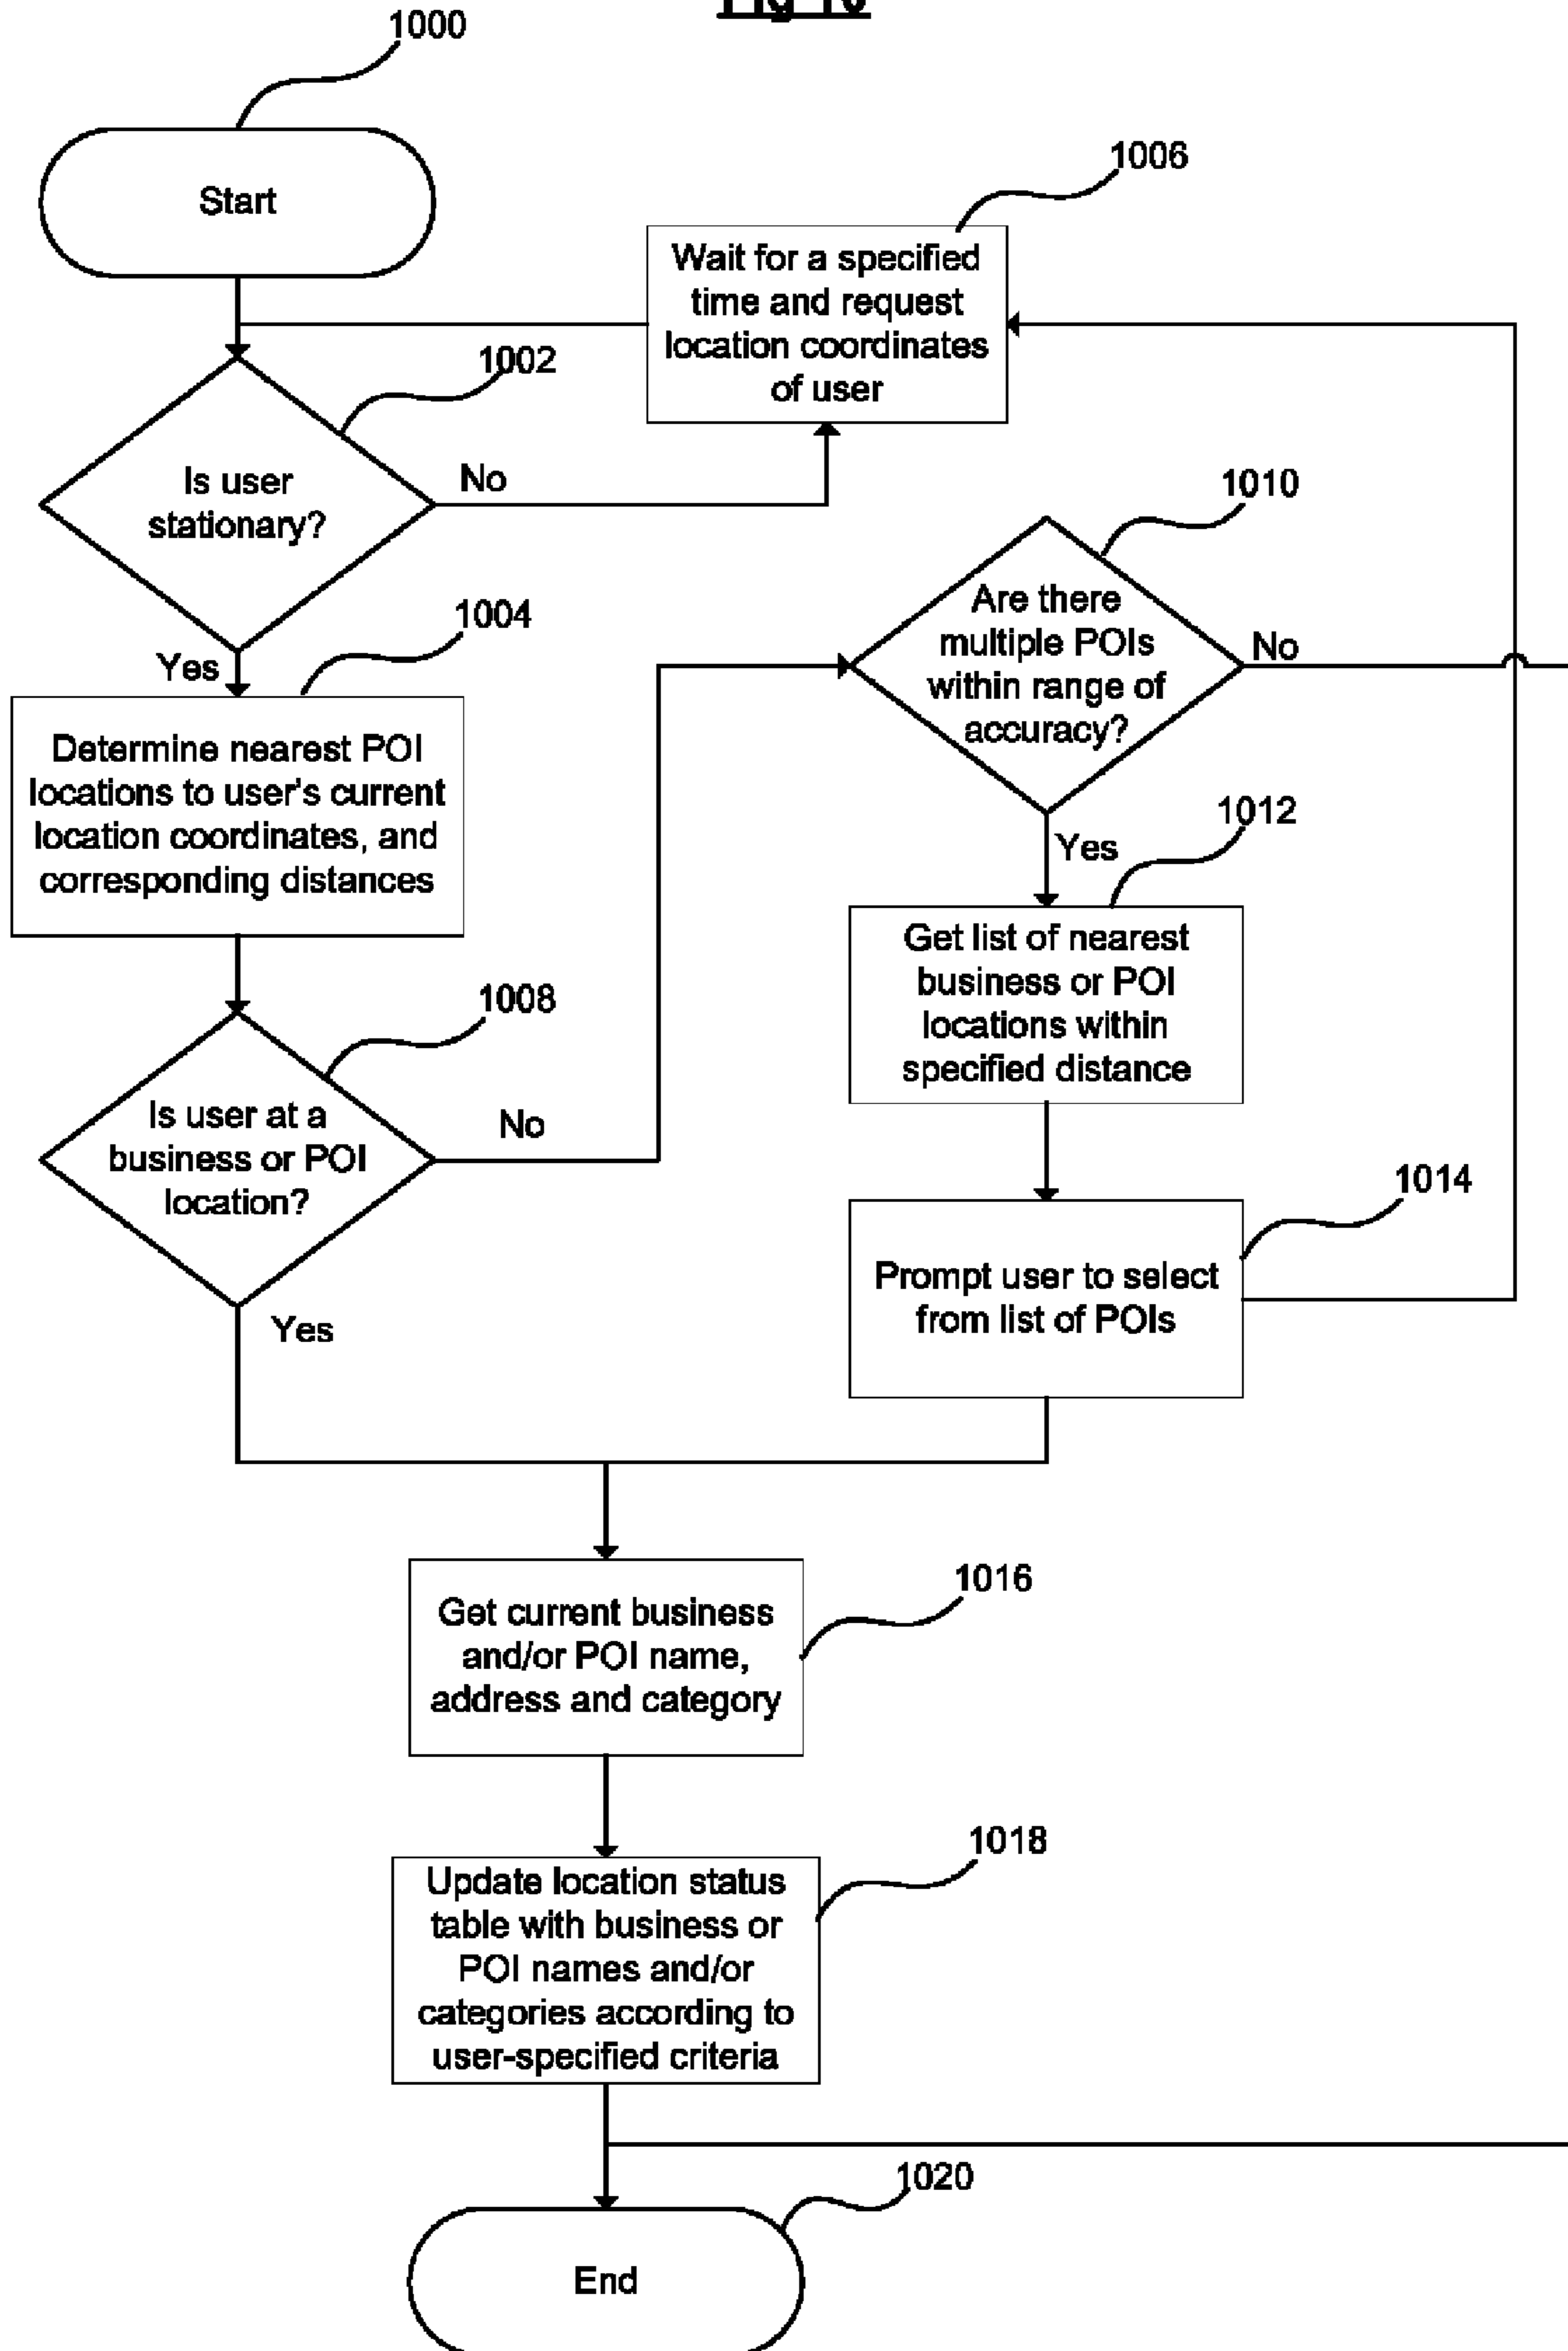 1000
Start
1006
Wait for a specified
time and request
location coordinates
of user
1002
Is user
stationary?
No
Yes
1010
Are there
multiple POIs
within range of
accuracy?
No
Yes
1004
Determine nearest POI
locations to user's current
location coordinates, and
corresponding distances
1012
Get list of nearest
business or POI
locations within
specified distance
1008
Is user at a
business or POI
location?
No
Yes
1014
Prompt user to select
from list of POIs
1016
Get current business
and/or POI name,
address and category
1018
Update location status
table with business or
POI names and/or
categories according to
user-specified criteria
1020
End